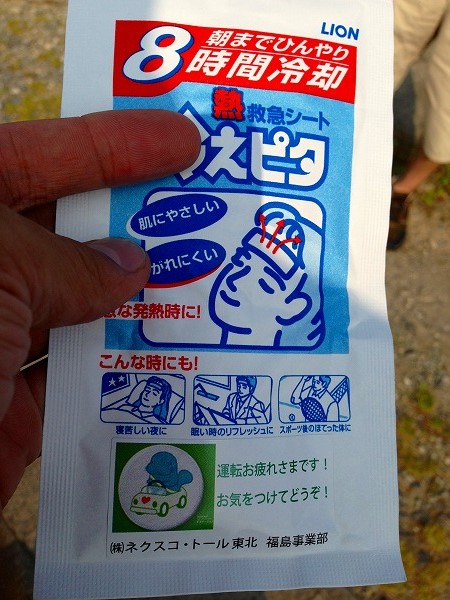 LION
8
朝までひんやり
時間冷却
熱救急シート
えピタ
肌にやさしい
がれにくい
な発熱時に!
こんな時にも!
寝苦しい夜に
眠い時のリフレッシュに
スポーツ後のほてった体に
運転お疲れさまです!
お気をつけてどうぞ!
(株)ネクスコ・トール東北 福島事業部